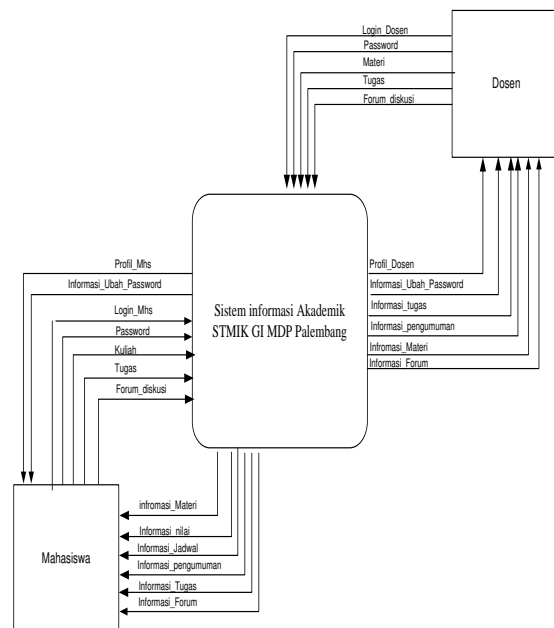 Login_Dosen
Password
Materi
Tugas
Forum_diskusi
Dosen
Profil_Mhs
Informasi_Ubah_Password
Login_Mhs
Password
Kuliah
Tugas
Forum_diskusi
Sistem informasi Akademik
STMIK GI MDP Palembang
Profil_Dosen
Informasi_Ubah_Password
Informasi_tugas
Informasi_pengumuman
Infromasi_Materi
Informasi_Forum
Mahasiswa
infromasi_Materi
Informasi_nilai
Informasi_Jadwal
Informasi_pengumuman
Informasi_Tugas
Informasi_Forum